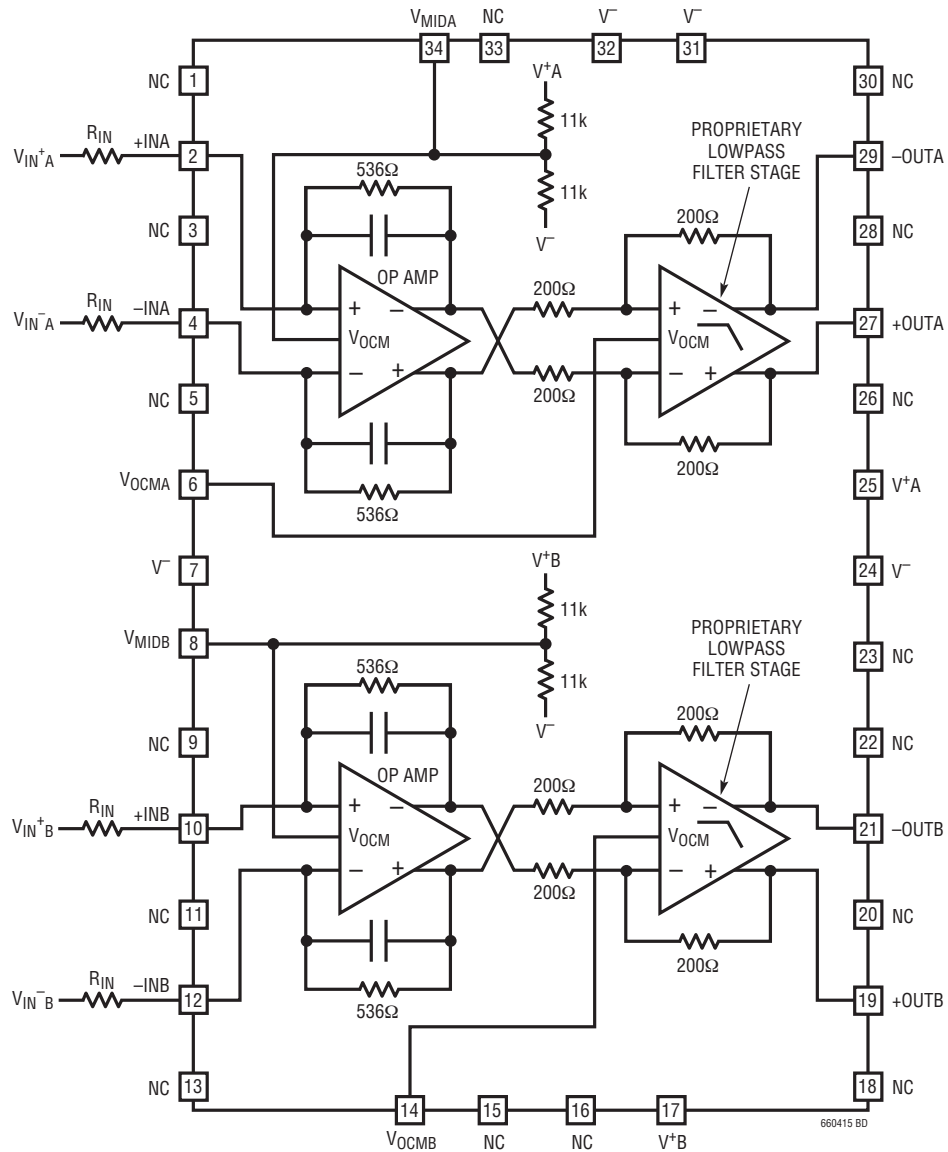 VMIDA NC V– V–
34 33 32 31
NC 1
30 NC
V+A
11k
RIN
VIN+A +INA 2
PROPRIETARY
LOWPASS
FILTER STAGE
29 –OUTA
536Ω
11k
V–
NC 3
200Ω
28 NC
OP AMP
RIN
VIN–A –INA 4
+ –
VOCM
– +
200Ω
200Ω
+ –
VOCM
– +
27 +OUTA
NC 5
26 NC
200Ω
536Ω
VOCMA 6
25 V+A
V– 7
24 V–
V+B
11k
VMIDB 8
PROPRIETARY
LOWPASS
FILTER STAGE
23 NC
536Ω
11k
V–
NC 9
200Ω
22 NC
OP AMP
RIN
VIN+B +INB 10
+ –
VOCM
– +
200Ω
200Ω
+ –
VOCM
– +
21 –OUTB
NC 11
20 NC
200Ω
RIN
VIN–B –INB 12
536Ω
19 +OUTB
NC 13
18 NC
14 15 16 17
VOCMB NC NC V+B
660415 BD